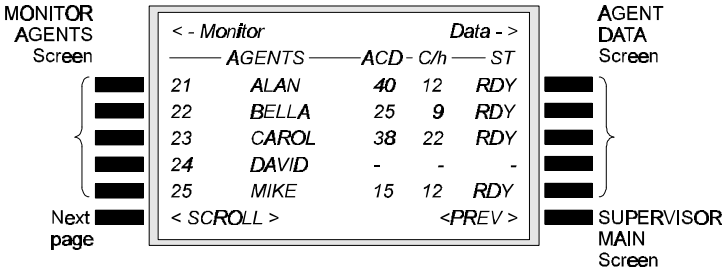 MONITOR
AGENTS
Screen
< - Monitor Data - >
AGENTS ACD - C/h ST
21 ALAN 40 12 RDY
22 BELLA 25 9 RDY
23 CAROL 38 22 RDY
24 DAVID - - -
25 MIKE 15 12 RDY
< SCROLL > <PREV >
Next
page
AGENT
DATA
Screen
SUPERVISOR
MAIN
Screen